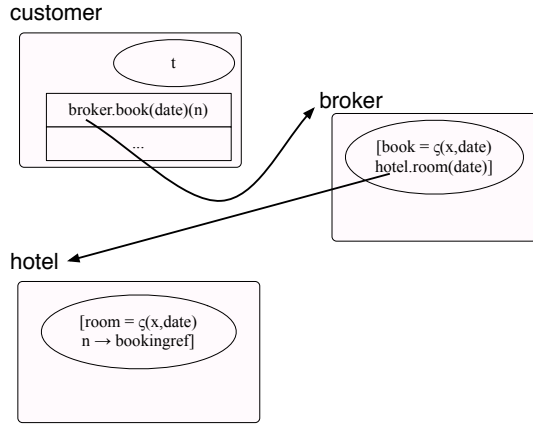 customer
t
broker.book(date)(n)
...
broker
[book = ς(x,date)
hotel.room(date)]
hotel
[room = ς(x,date)
n → bookingref]